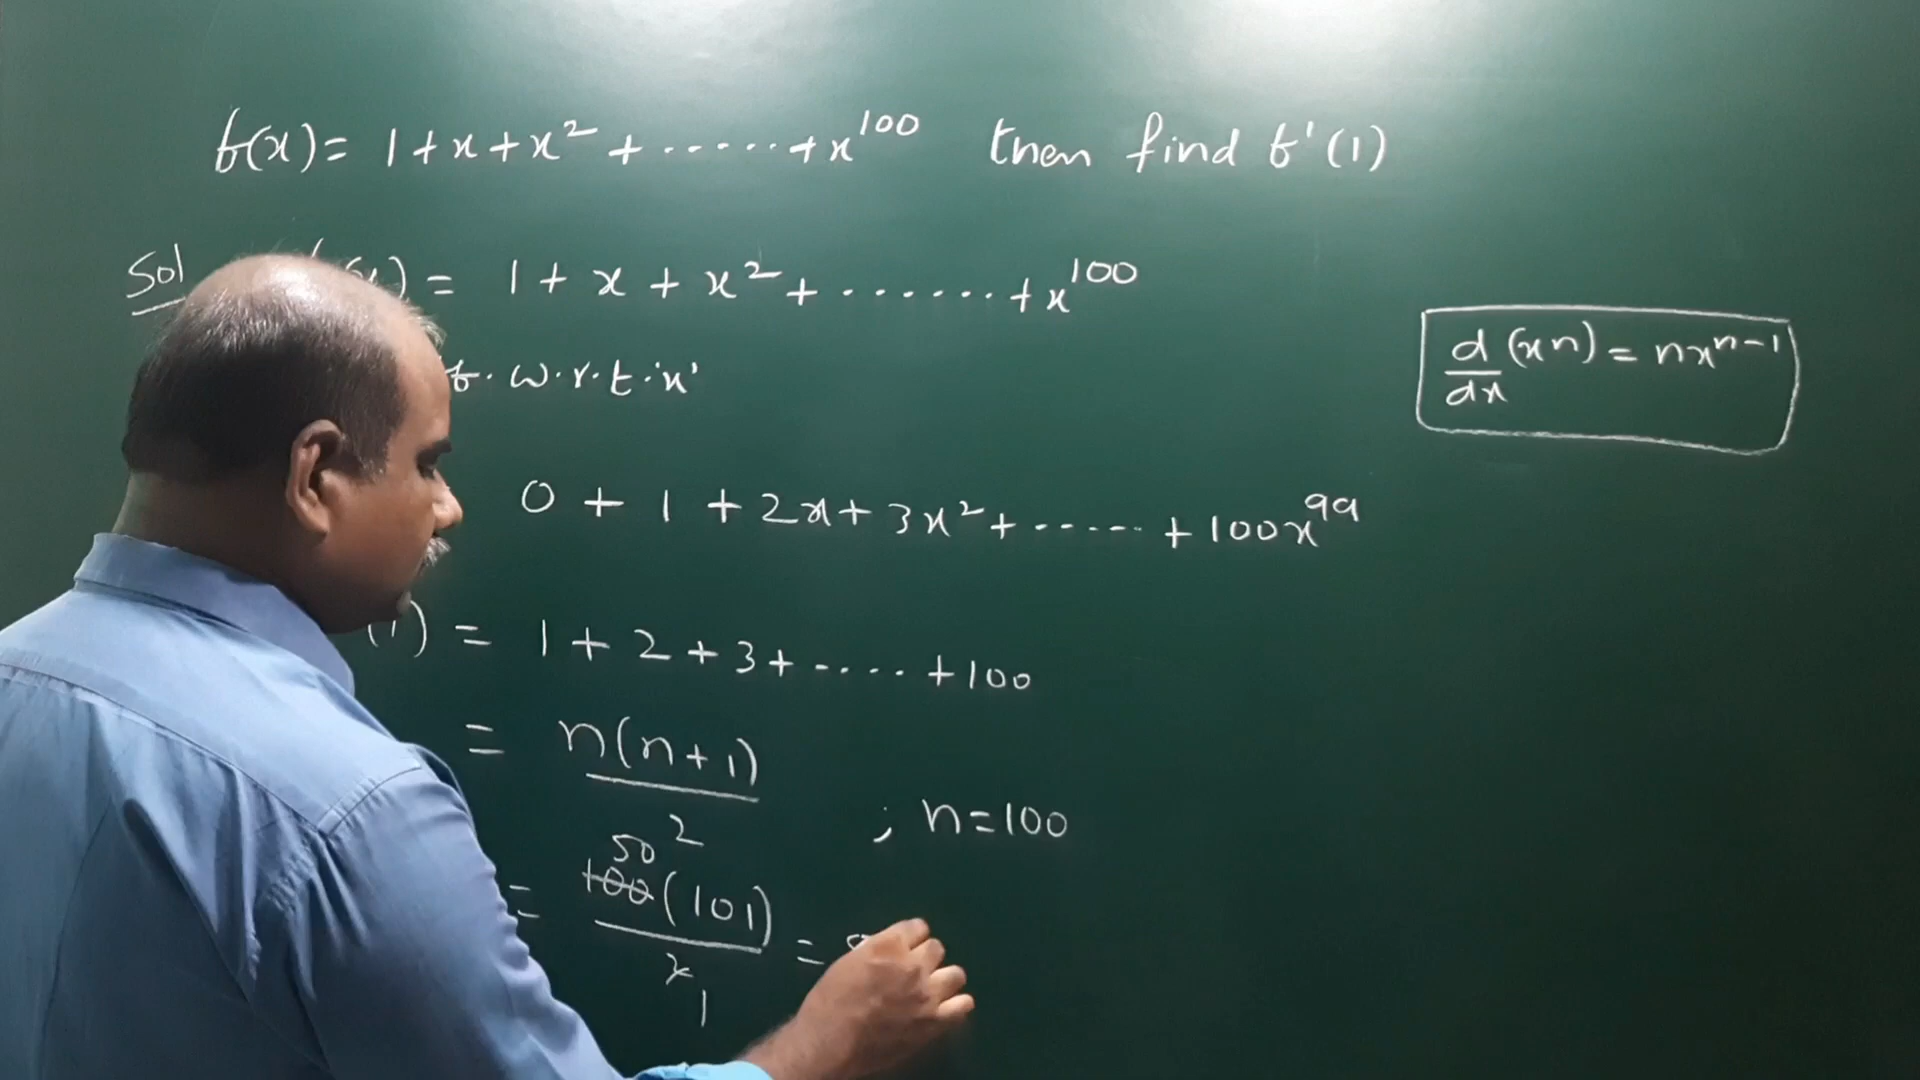 f(x) = 1 + x + x² + ...... + x¹⁰⁰ then find f'(1)
Sol f(x) = 1 + x + x² + ....... + x¹⁰⁰
d/dx (xn) = nxⁿ⁻¹
f. w.r.t. 'x'
0 + 1 + 2x + 3x² + ..... + 100x⁹⁹
(1) = 1 + 2 + 3 + ..... + 100
= n(n+1)/2 ; n=100
50
= 100(101)/2 =
1